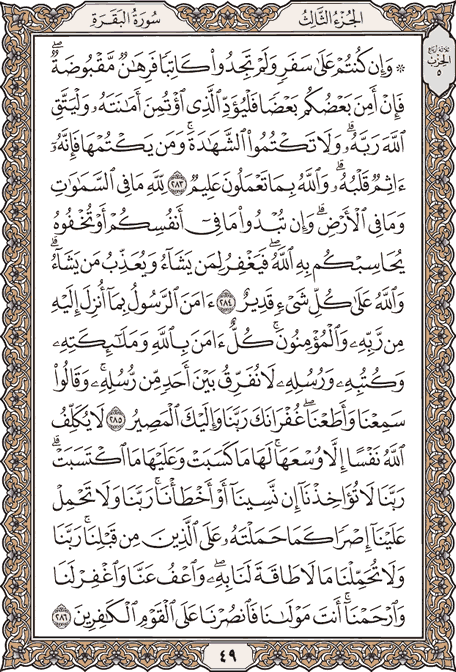 سُورَةُ البَقَرَةِ
الجُزْءُ الثَّالِثُ
ثلاثة أرباع
الحزب
٥
۞ وَإِن كُنتُمْ عَلَىٰ سَفَرٍ وَلَمْ تَجِدُوا۟ كَاتِبًا فَرِهَـٰنٌ مَّقْبُوضَةٌ ۖ
فَإِنْ أَمِنَ بَعْضُكُم بَعْضًا فَلْيُؤَدِّ ٱلَّذِى ٱؤْتُمِنَ أَمَـٰنَتَهُۥ وَلْيَتَّقِ
ٱللَّهَ رَبَّهُۥ ۗ وَلَا تَكْتُمُوا۟ ٱلشَّهَـٰدَةَ ۚ وَمَن يَكْتُمْهَا فَإِنَّهُۥٓ
ءَاثِمٌ قَلْبُهُۥ ۗ وَٱللَّهُ بِمَا تَعْمَلُونَ عَلِيمٌ ٢٨٣ لِّلَّهِ مَا فِى ٱلسَّمَـٰوَٰتِ
وَمَا فِى ٱلْأَرْضِ ۗ وَإِن تُبْدُوا۟ مَا فِىٓ أَنفُسِكُمْ أَوْ تُخْفُوهُ
يُحَاسِبْكُم بِهِ ٱللَّهُ ۖ فَيَغْفِرُ لِمَن يَشَآءُ وَيُعَذِّبُ مَن يَشَآءُ ۗ
وَٱللَّهُ عَلَىٰ كُلِّ شَىْءٍ قَدِيرٌ ٢٨٤ ءَامَنَ ٱلرَّسُولُ بِمَآ أُنزِلَ إِلَيْهِ
مِن رَّبِّهِۦ وَٱلْمُؤْمِنُونَ ۚ كُلٌّ ءَامَنَ بِٱللَّهِ وَمَلَـٰٓئِكَتِهِۦ
وَكُتُبِهِۦ وَرُسُلِهِۦ لَا نُفَرِّقُ بَيْنَ أَحَدٍ مِّن رُّسُلِهِۦ ۚ وَقَالُوا۟
سَمِعْنَا وَأَطَعْنَا ۖ غُفْرَانَكَ رَبَّنَا وَإِلَيْكَ ٱلْمَصِيرُ ٢٨٥ لَا يُكَلِّفُ
ٱللَّهُ نَفْسًا إِلَّا وُسْعَهَا ۚ لَهَا مَا كَسَبَتْ وَعَلَيْهَا مَا ٱكْتَسَبَتْ ۗ
رَبَّنَا لَا تُؤَاخِذْنَآ إِن نَّسِينَآ أَوْ أَخْطَأْنَا ۚ رَبَّنَا وَلَا تَحْمِلْ
عَلَيْنَآ إِصْرًا كَمَا حَمَلْتَهُۥ عَلَى ٱلَّذِينَ مِن قَبْلِنَا ۚ رَبَّنَا
وَلَا تُحَمِّلْنَا مَا لَا طَاقَةَ لَنَا بِهِۦ ۖ وَٱعْفُ عَنَّا وَٱغْفِرْ لَنَا
وَٱرْحَمْنَآ ۚ أَنتَ مَوْلَىٰنَا فَٱنصُرْنَا عَلَى ٱلْقَوْمِ ٱلْكَـٰفِرِينَ ٢٨٦
٤٩